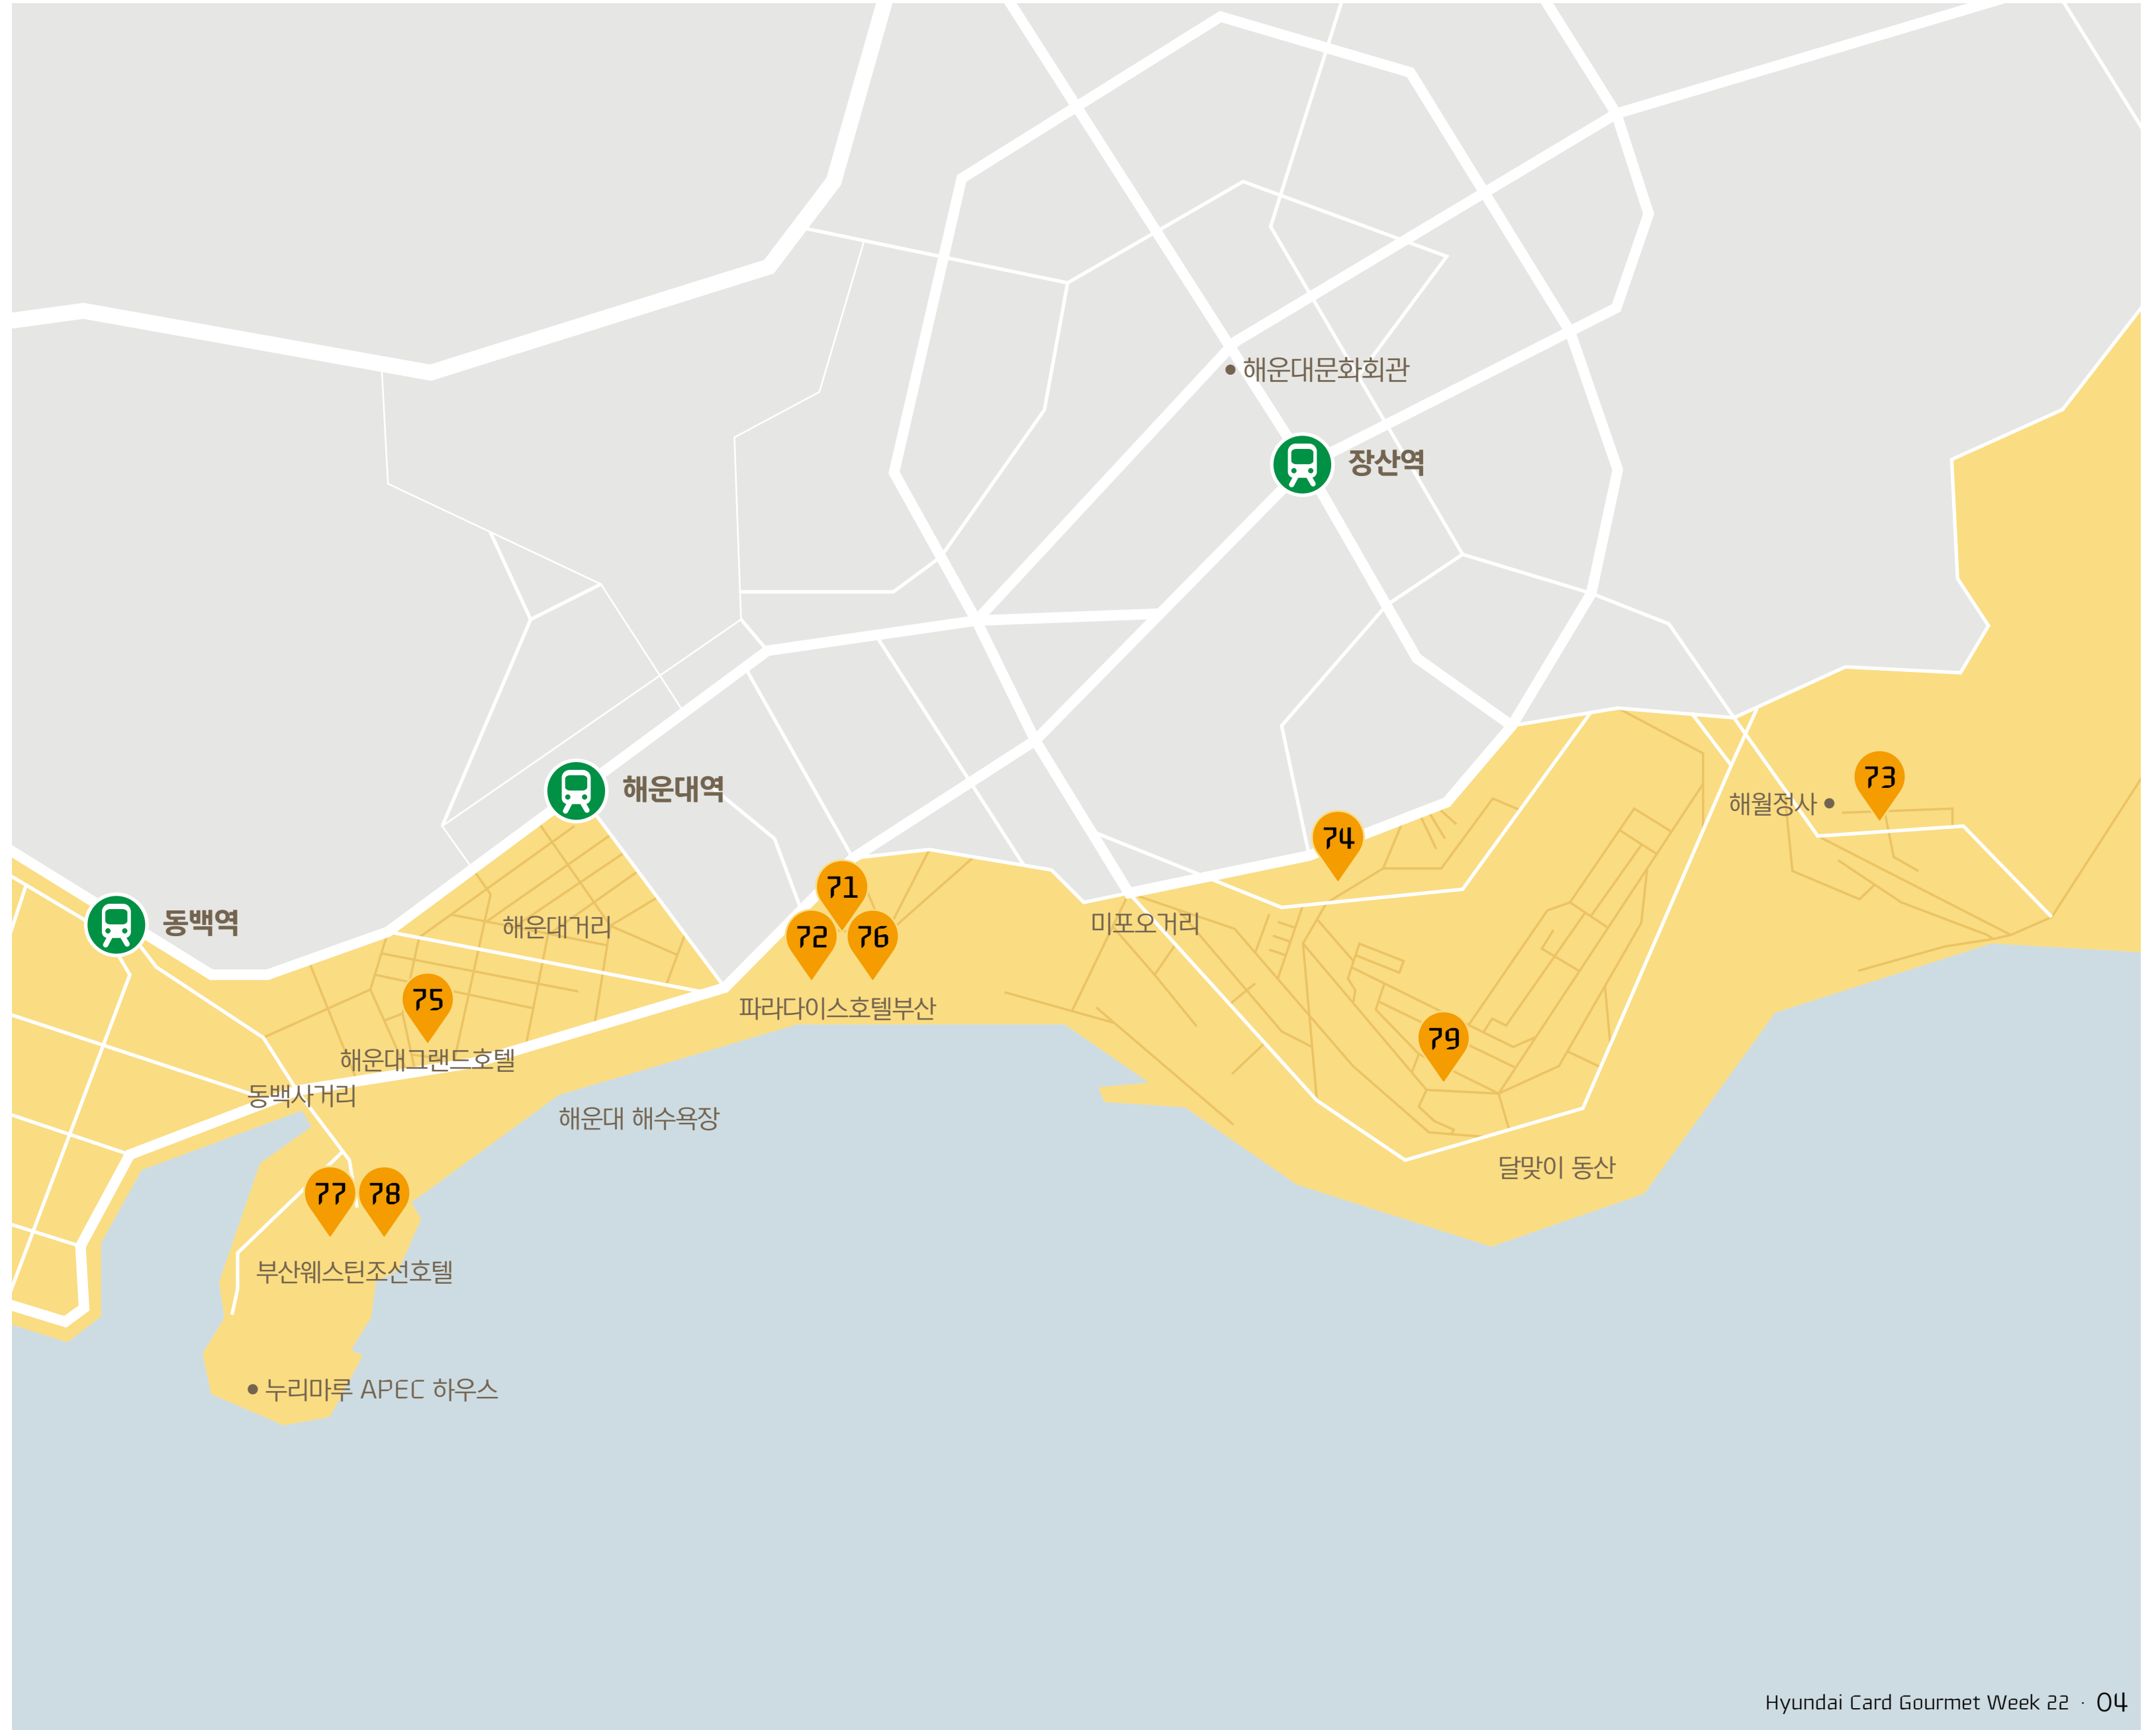 해운대문화회관
장산역
73
해운대역
해월정사
74
71
동백역
해운대거리
미포오거리
72
76
75
파라다이스호텔부산
79
해운대그랜드호텔
동백사거리
해운대 해수욕장
달맞이 동산
77
78
부산웨스틴조선호텔
누리마루 APEC 하우스
Hyundai Card Gourmet Week 22 · 04